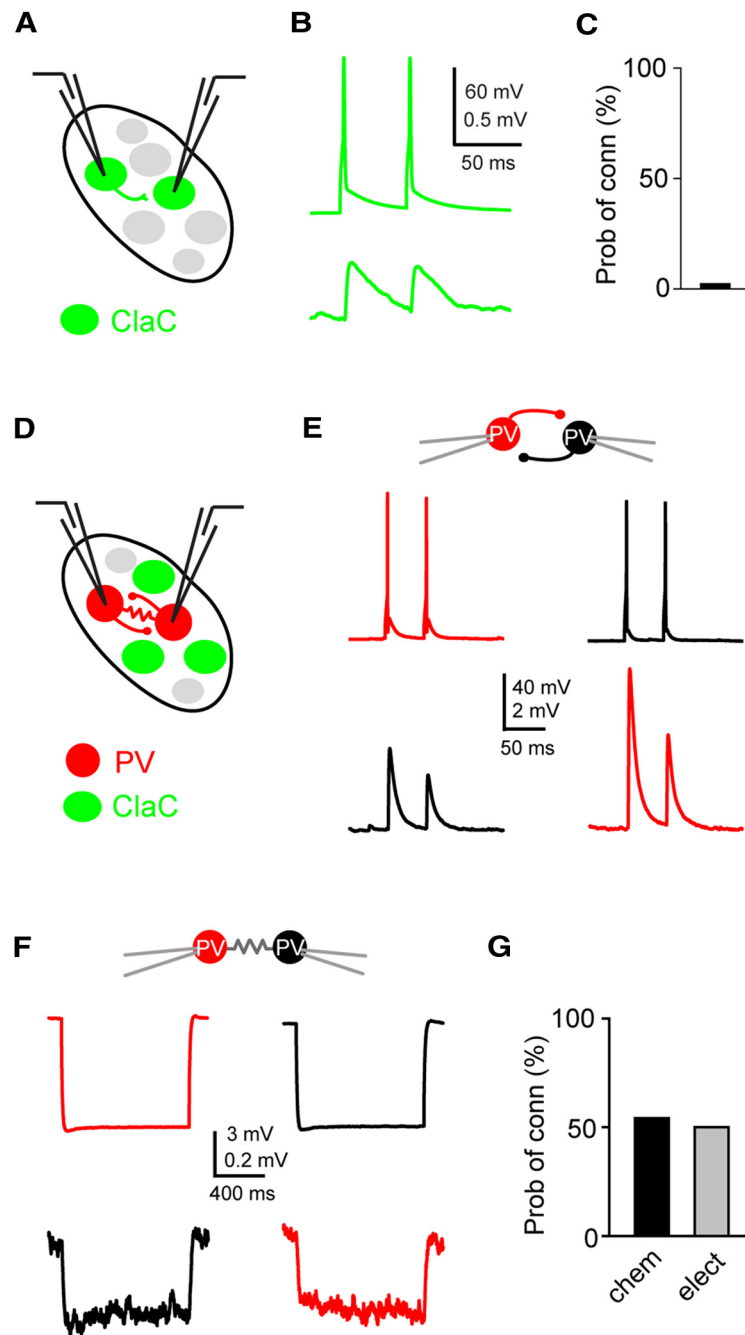 A
ClaC
B
60 mV
0.5 mV
50 ms
C
Prob of conn (%)
100
50
0
D
PV
ClaC
E
PV
PV
40 mV
2 mV
50 ms
F
PV
PV
3 mV
0.2 mV
400 ms
G
Prob of conn (%)
100
50
0
chem
elect